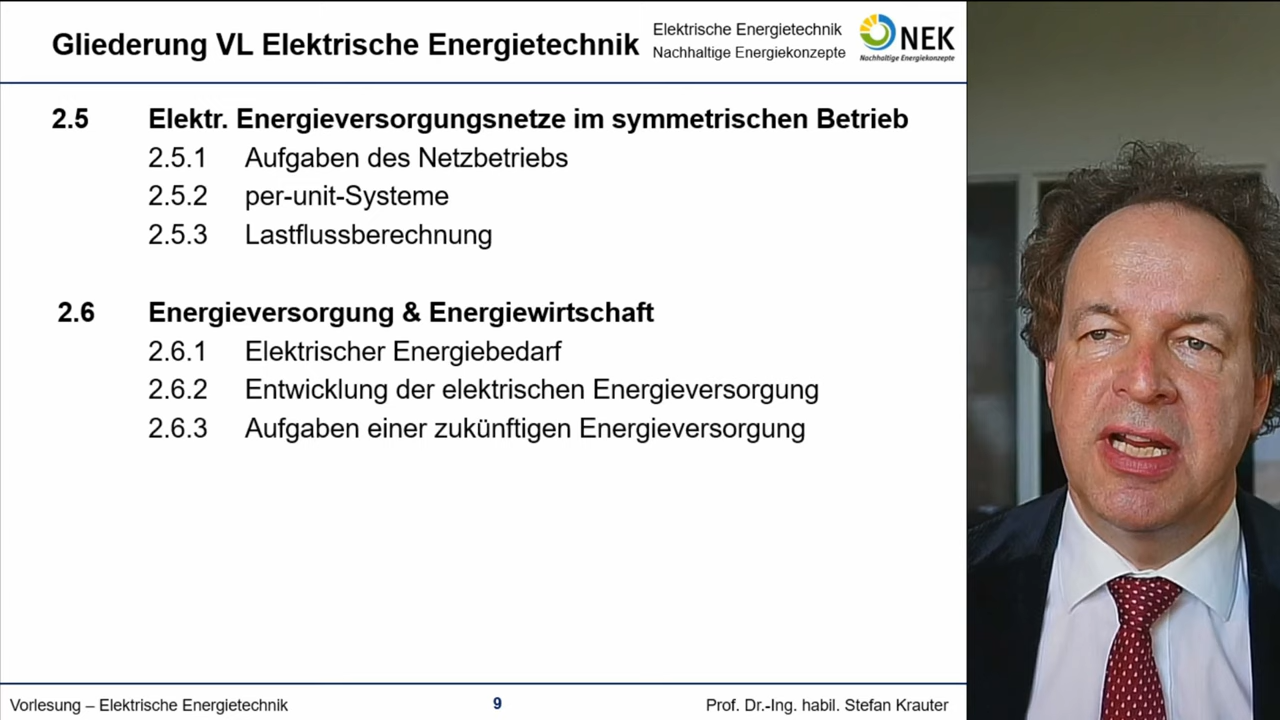 Gliederung VL Elektrische Energietechnik
Elektrische Energietechnik
Nachhaltige Energiekonzepte
NEK
Nachhaltige Energiekonzepte
2.5 Elektr. Energieversorgungsnetze im symmetrischen Betrieb
2.5.1 Aufgaben des Netzbetriebs
2.5.2 per-unit-Systeme
2.5.3 Lastflussberechnung
2.6 Energieversorgung & Energiewirtschaft
2.6.1 Elektrischer Energiebedarf
2.6.2 Entwicklung der elektrischen Energieversorgung
2.6.3 Aufgaben einer zukünftigen Energieversorgung
Vorlesung – Elektrische Energietechnik
9
Prof. Dr.-Ing. habil. Stefan Krauter